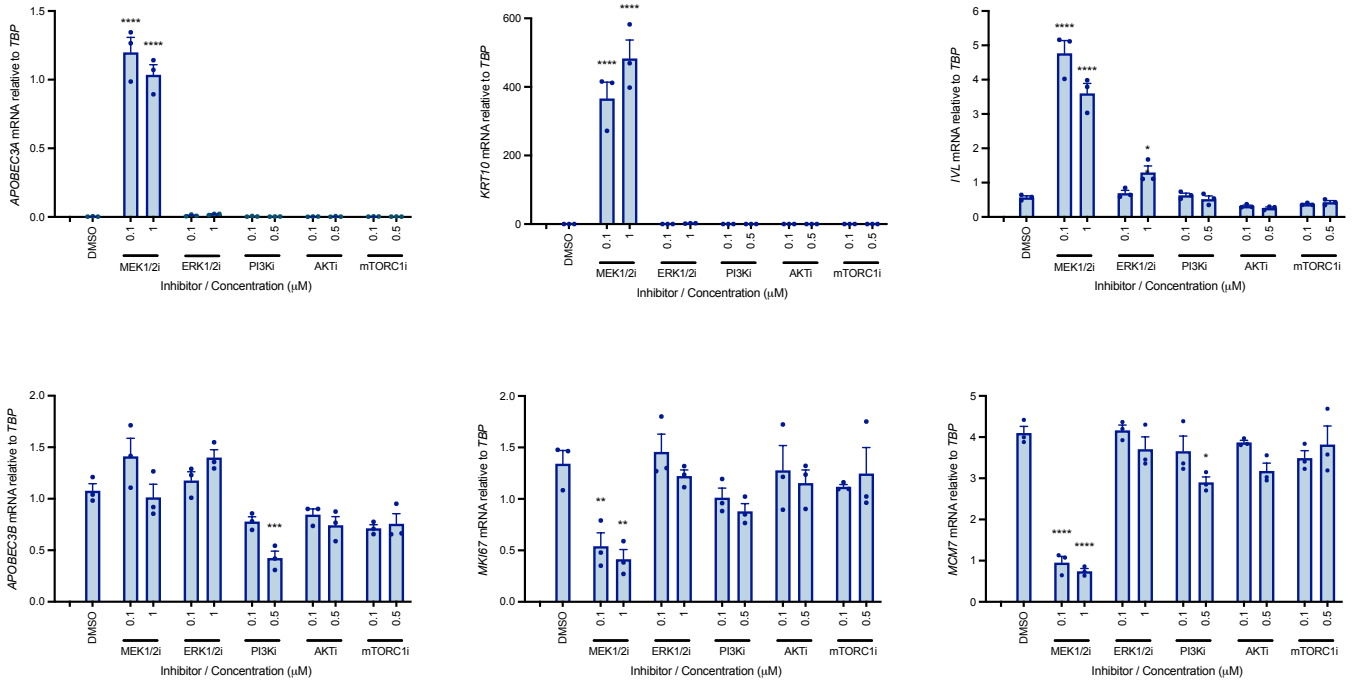 APOBEC3A mRNA relative to TBP
1.5
1.0
0.5
0.0
**** ****
DMSO 0.1 1 0.1 1 0.1 0.5 0.1 0.5 0.1 0.5
MEK1/2i ERK1/2i PI3Ki AKTi mTORC1i
Inhibitor / Concentration (μM)
KRT10 mRNA relative to TBP
600
400
200
0
**** ****
DMSO 0.1 1 0.1 1 0.1 0.5 0.1 0.5 0.1 0.5
MEK1/2i ERK1/2i PI3Ki AKTi mTORC1i
Inhibitor / Concentration (μM)
IVL mRNA relative to TBP
6
5
4
3
2
1
0
**** **** *
DMSO 0.1 1 0.1 1 0.1 0.5 0.1 0.5 0.1 0.5
MEK1/2i ERK1/2i PI3Ki AKTi mTORC1i
Inhibitor / Concentration (μM)
APOBEC3B mRNA relative to TBP
2.0
1.5
1.0
0.5
0.0
***
DMSO 0.1 1 0.1 1 0.1 0.5 0.1 0.5 0.1 0.5
MEK1/2i ERK1/2i PI3Ki AKTi mTORC1i
Inhibitor / Concentration (μM)
MKI67 mRNA relative to TBP
2.0
1.5
1.0
0.5
0.0
** **
DMSO 0.1 1 0.1 1 0.1 0.5 0.1 0.5 0.1 0.5
MEK1/2i ERK1/2i PI3Ki AKTi mTORC1i
Inhibitor / Concentration (μM)
MCM7 mRNA relative to TBP
5
4
3
2
1
0
**** **** *
DMSO 0.1 1 0.1 1 0.1 0.5 0.1 0.5 0.1 0.5
MEK1/2i ERK1/2i PI3Ki AKTi mTORC1i
Inhibitor / Concentration (μM)